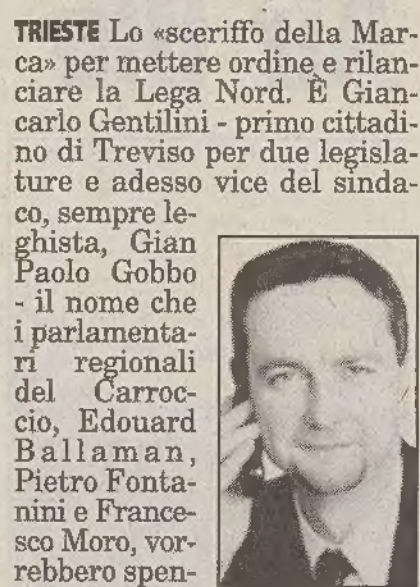 TRIESTE Lo «sceriffo della Mar-
ca» per mettere ordine e rilan-
ciare la Lega Nord. È Gian-
carlo Gentilini - primo cittadi-
no di Treviso per due legisla-
ture e adesso vice del sinda-
co, sempre le-
ghista, Gian
Paolo Gobbo
- il nome che
i parlamenta-
ri regionali
del Carroc-
cio, Edouard
Ballaman,
Pietro Fonta-
nini e France-
sco Moro, vor-
rebbero spen-